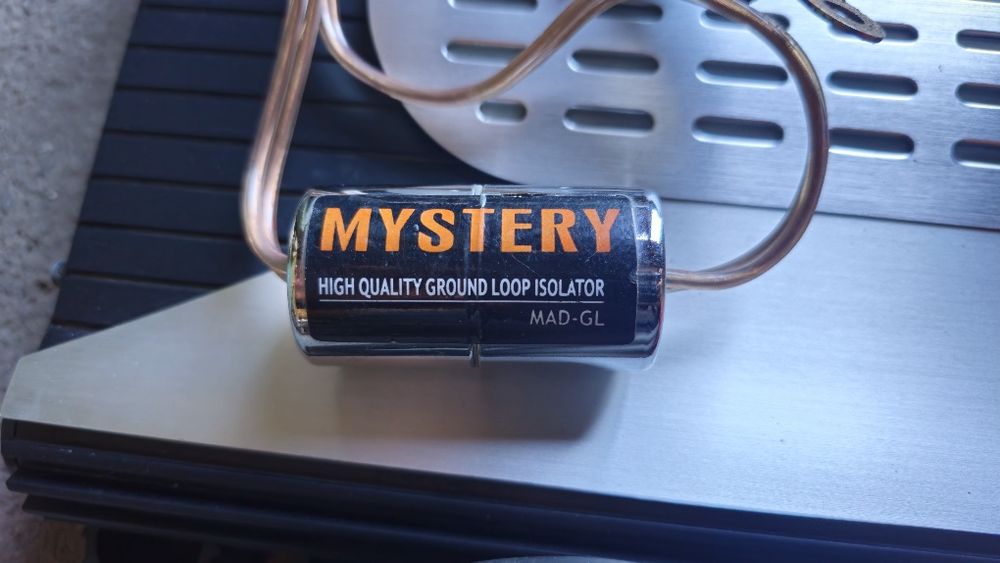 MYSTERY
HIGH QUALITY GROUND LOOP ISOLATOR
MAD-GL